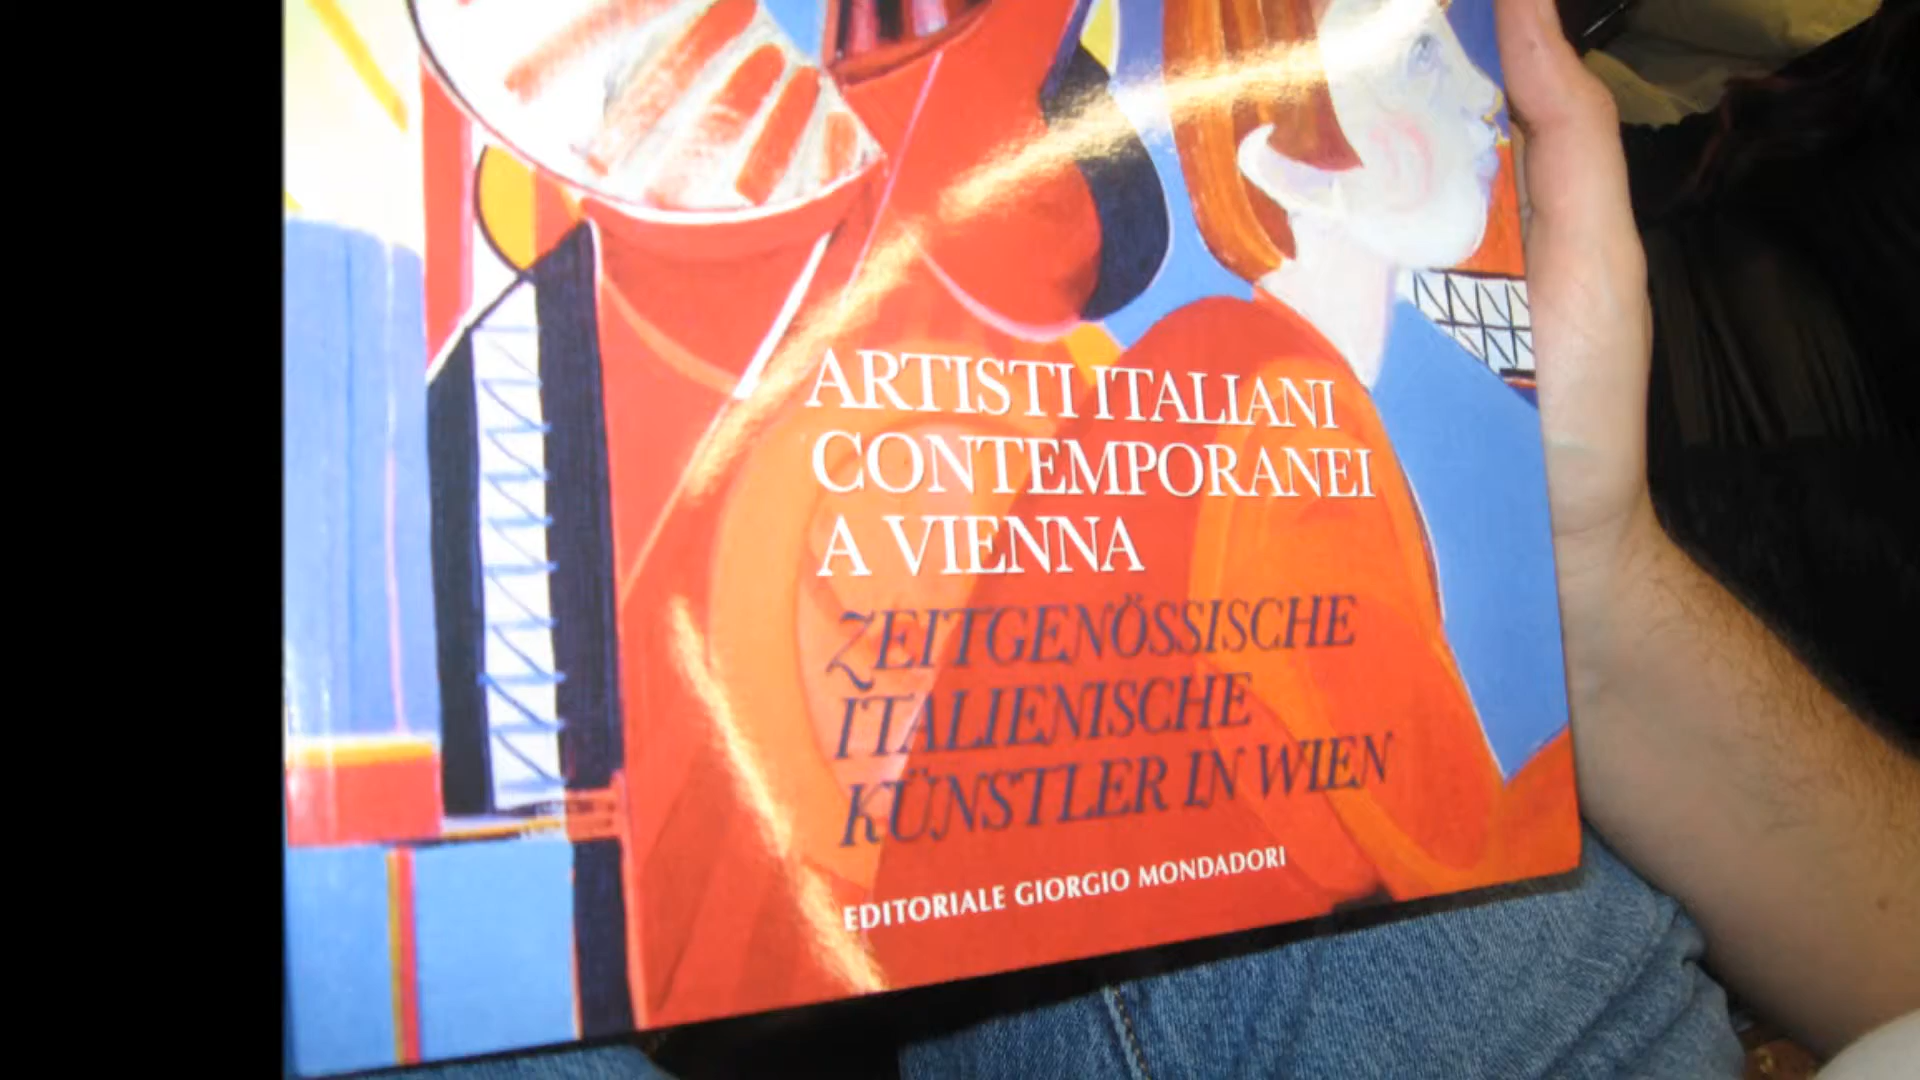 ARTISTI ITALIANI
CONTEMPORANEI
A VIENNA
ZEITGENÖSSISCHE
ITALIENISCHE
KÜNSTLER IN WIEN
EDITORIALE GIORGIO MONDADORI